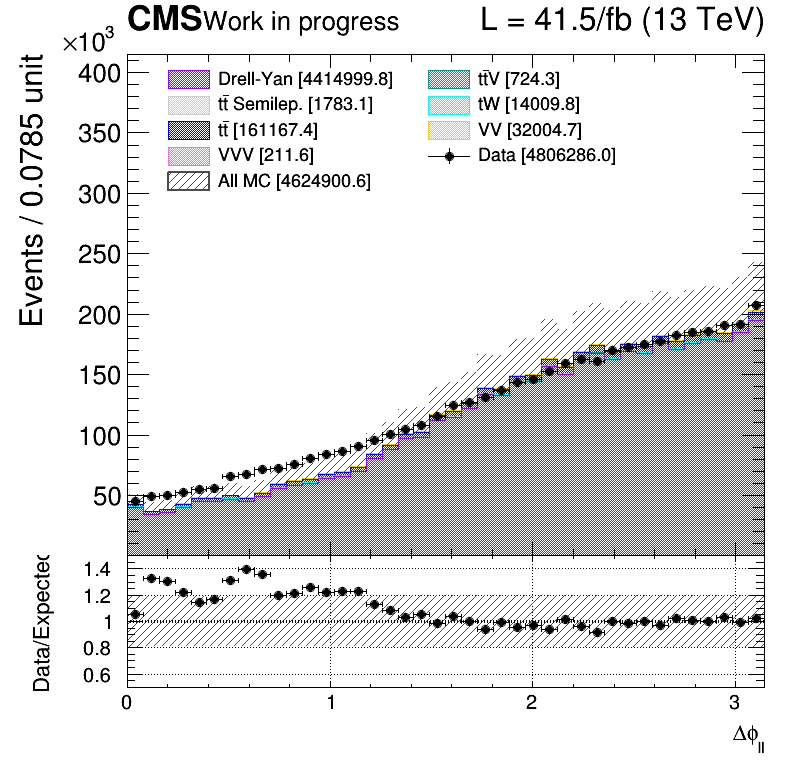 CMS Work in progress L = 41.5/fb (13 TeV)
×10³
Events / 0.0785 unit
400
350
300
250
200
150
100
50
Drell-Yan [4414999.8]
tt̄ Semilep. [1783.1]
tt̄ [161167.4]
VVV [211.6]
All MC [4624900.6]
tt̄V [724.3]
tW [14009.8]
VV [32004.7]
Data [4806286.0]
Data/Expected
1.4
1.2
1
0.8
0.6
0 1 2 3
Δϕ_ll